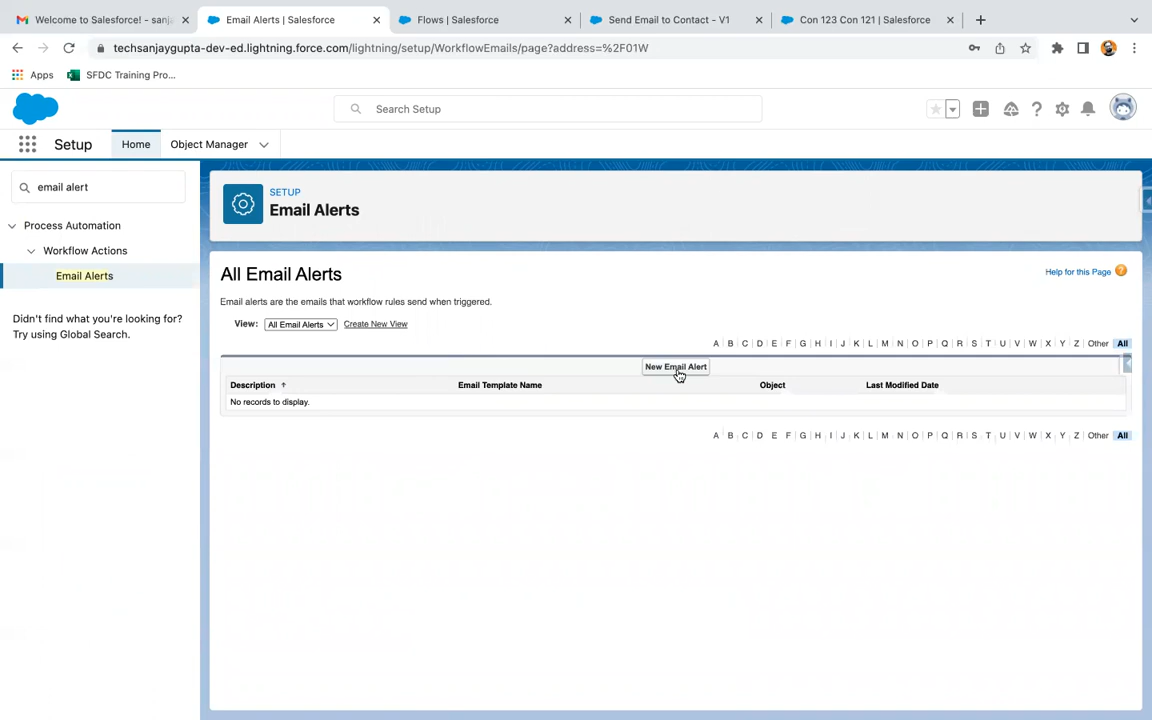 Welcome to Salesforce! - sanj
Email Alerts | Salesforce
Flows | Salesforce
Send Email to Contact - V1
Con 123 Con 121 | Salesforce
techsanjaygupta-dev-ed.lightning.force.com/lightning/setup/WorkflowEmails/page?address=%2F01W
Apps
SFDC Training Pro...
Search Setup
Setup
Home
Object Manager
email alert
Process Automation
Workflow Actions
Email Alerts
Didn't find what you're looking for?
Try using Global Search.
SETUP
Email Alerts
All Email Alerts
Help for this Page
Email alerts are the emails that workflow rules send when triggered.
View: All Email Alerts Create New View
A | B | C | D | E | F | G | H | I | J | K | L | M | N | O | P | Q | R | S | T | U | V | W | X | Y | Z | Other | All
New Email Alert
Description Email Template Name Object Last Modified Date
No records to display.
A | B | C | D | E | F | G | H | I | J | K | L | M | N | O | P | Q | R | S | T | U | V | W | X | Y | Z | Other | All